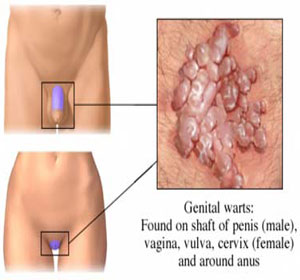 Genital warts:
Found on shaft of penis (male),
vagina, vulva, cervix (female)
and around anus